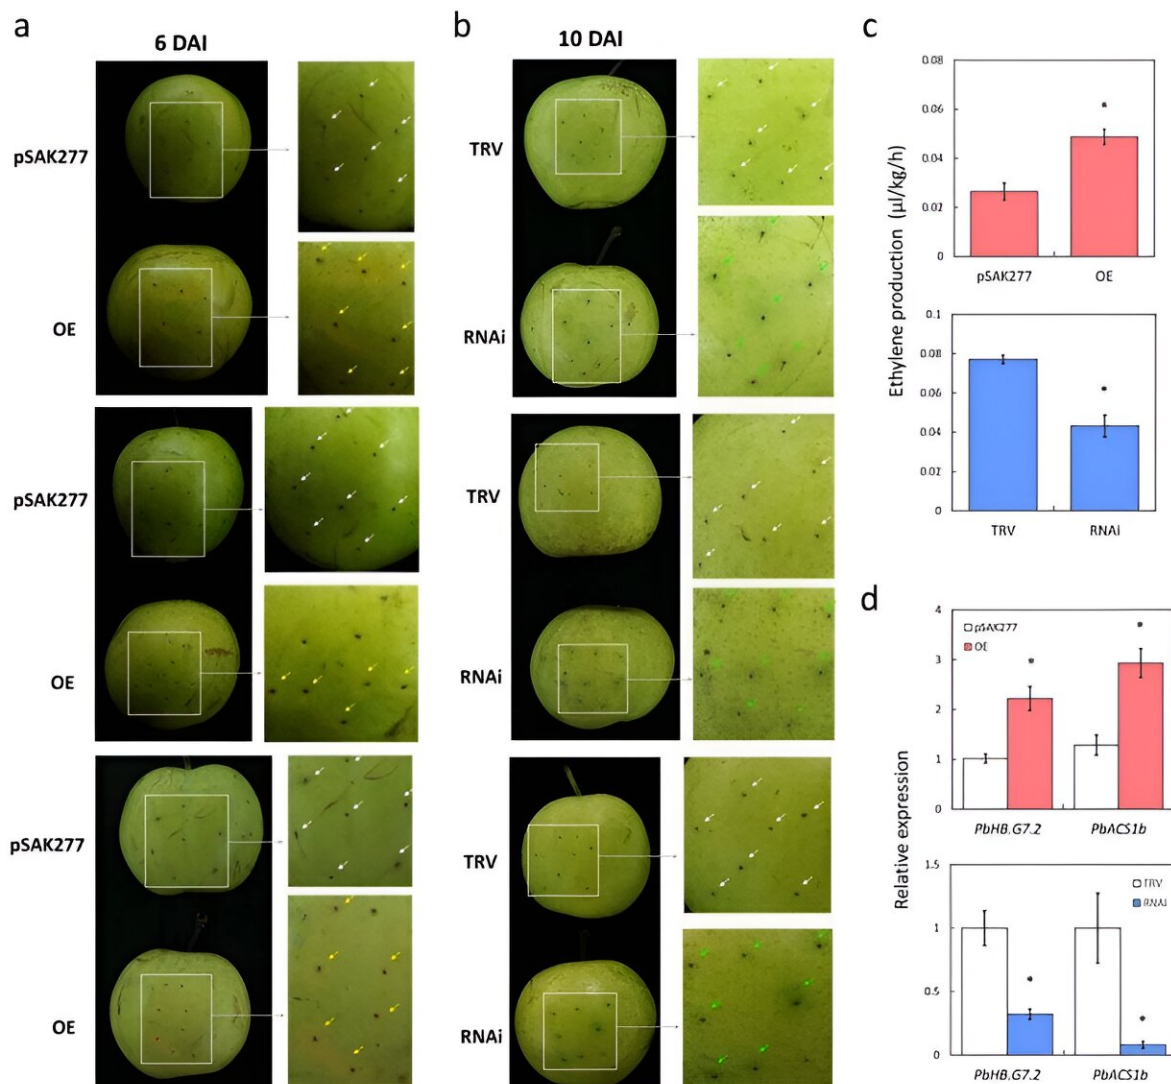 a
6 DAI
pSAK277
OE
pSAK277
OE
pSAK277
OE
b
10 DAI
TRV
RNAi
TRV
RNAi
TRV
RNAi
c
Ethylene production (µl/kg/h)
0.08
0.06
0.04
0.02
0
pSAK277
OE
0.1
0.08
0.06
0.04
0.02
0
TRV
RNAi
d
Relative expression
4
3
2
1
0
pSAK277
OE
PbHB.G7.2
PbACS1b
1.5
1
0.5
0
TRV
RNAi
PbHB.G7.2
PbACS1b